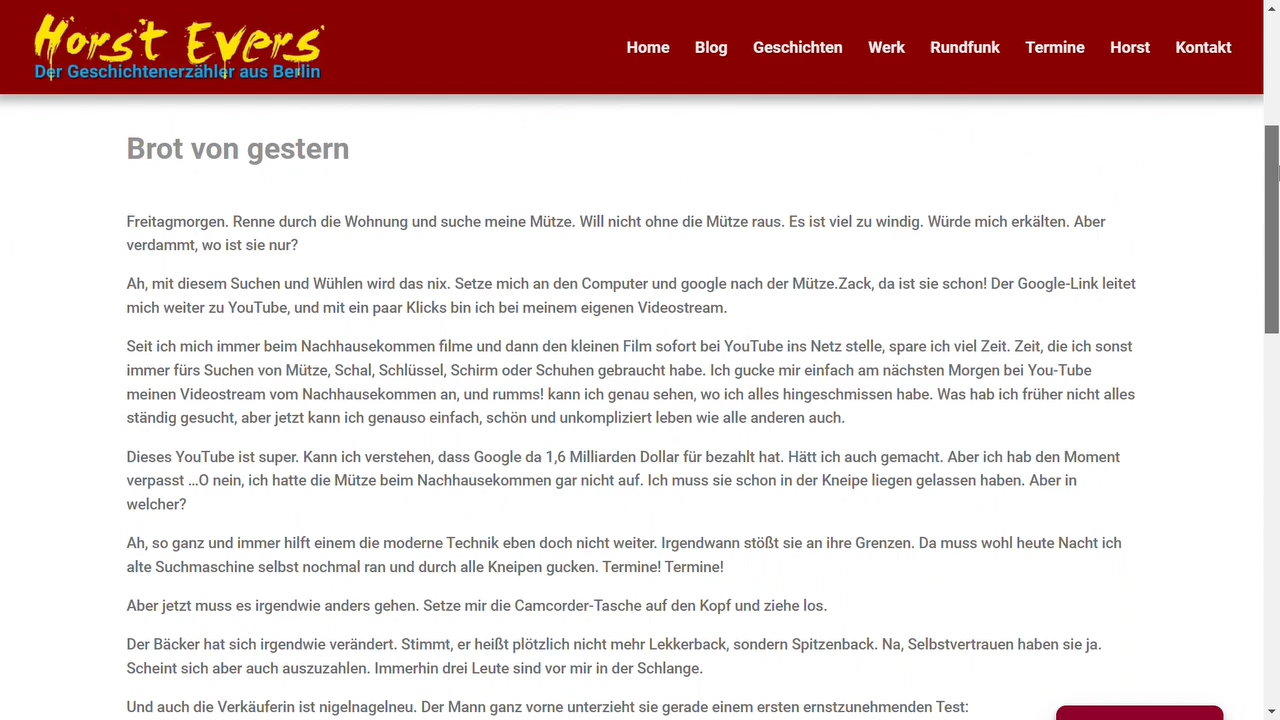 Horst Evers
Der Geschichtenerzähler aus Berlin
Home Blog Geschichten Werk Rundfunk Termine Horst Kontakt
Brot von gestern
Freitagmorgen. Renne durch die Wohnung und suche meine Mütze. Will nicht ohne die Mütze raus. Es ist viel zu windig. Würde mich erkälten. Aber
verdammt, wo ist sie nur?
Ah, mit diesem Suchen und Wühlen wird das nix. Setze mich an den Computer und google nach der Mütze.Zack, da ist sie schon! Der Google-Link leitet
mich weiter zu YouTube, und mit ein paar Klicks bin ich bei meinem eigenen Videostream.
Seit ich mich immer beim Nachhausekommen filme und dann den kleinen Film sofort bei YouTube ins Netz stelle, spare ich viel Zeit. Zeit, die ich sonst
immer fürs Suchen von Mütze, Schal, Schlüssel, Schirm oder Schuhen gebraucht habe. Ich gucke mir einfach am nächsten Morgen bei You-Tube
meinen Videostream vom Nachhausekommen an, und rumms! kann ich genau sehen, wo ich alles hingeschmissen habe. Was hab ich früher nicht alles
ständig gesucht, aber jetzt kann ich genauso einfach, schön und unkompliziert leben wie alle anderen auch.
Dieses YouTube ist super. Kann ich verstehen, dass Google da 1,6 Milliarden Dollar für bezahlt hat. Hätt ich auch gemacht. Aber ich hab den Moment
verpasst …O nein, ich hatte die Mütze beim Nachhausekommen gar nicht auf. Ich muss sie schon in der Kneipe liegen gelassen haben. Aber in
welcher?
Ah, so ganz und immer hilft einem die moderne Technik eben doch nicht weiter. Irgendwann stößt sie an ihre Grenzen. Da muss wohl heute Nacht ich
alte Suchmaschine selbst nochmal ran und durch alle Kneipen gucken. Termine! Termine!
Aber jetzt muss es irgendwie anders gehen. Setze mir die Camcorder-Tasche auf den Kopf und ziehe los.
Der Bäcker hat sich irgendwie verändert. Stimmt, er heißt plötzlich nicht mehr Lekkerback, sondern Spitzenback. Na, Selbstvertrauen haben sie ja.
Scheint sich aber auch auszuzahlen. Immerhin drei Leute sind vor mir in der Schlange.
Und auch die Verkäuferin ist nigelnagelneu. Der Mann ganz vorne unterzieht sie gerade einem ersten ernstzunehmenden Test: